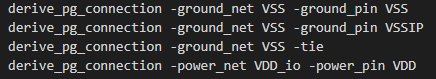 derive_pg_connection -ground_net VSS -ground_pin VSS
derive_pg_connection -ground_net VSS -ground_pin VSSIP
derive_pg_connection -ground_net VSS -tie
derive_pg_connection -power_net VDD_io -power_pin VDD